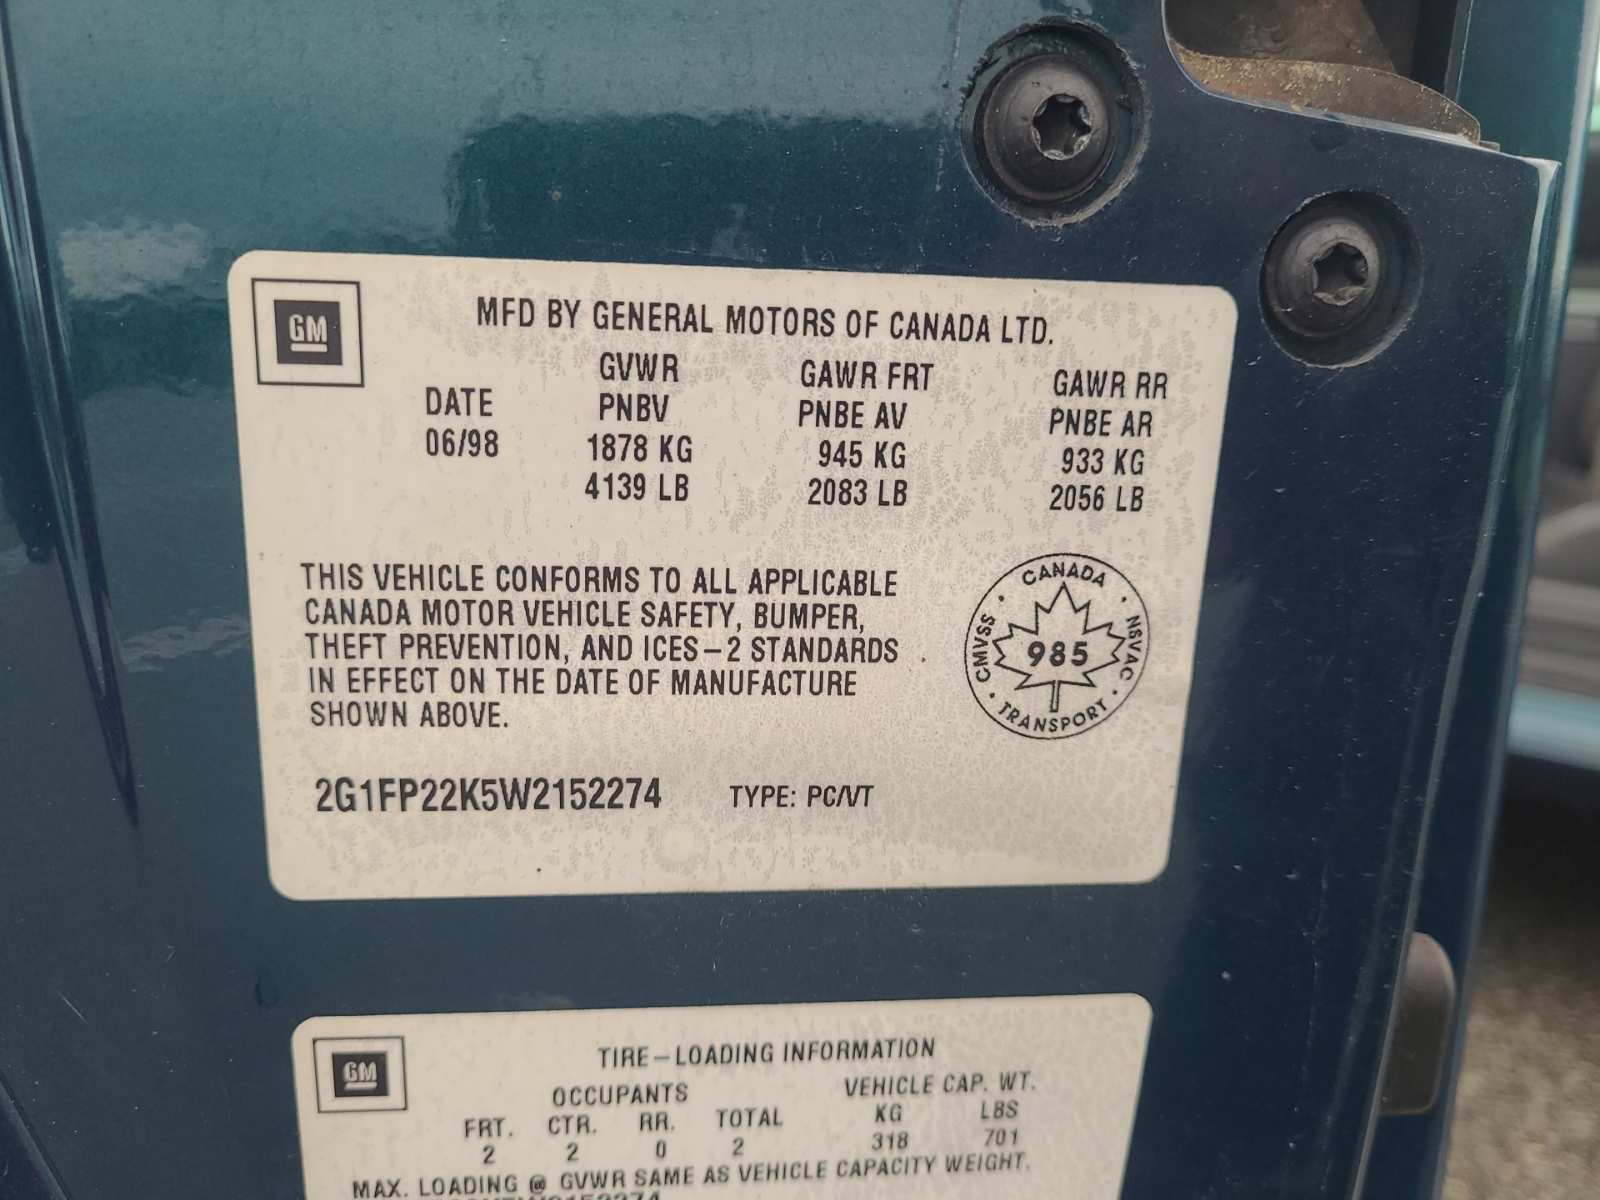 GM
MFD BY GENERAL MOTORS OF CANADA LTD.
GVWR GAWR FRT GAWR RR
DATE PNBV PNBE AV PNBE AR
06/98 1878 KG 945 KG 933 KG
4139 LB 2083 LB 2056 LB
THIS VEHICLE CONFORMS TO ALL APPLICABLE
CANADA MOTOR VEHICLE SAFETY, BUMPER,
THEFT PREVENTION, AND ICES-2 STANDARDS
IN EFFECT ON THE DATE OF MANUFACTURE
SHOWN ABOVE.
CANADA · NSVAC · TRANSPORT · CMVSS ·
985
2G1FP22K5W2152274 TYPE: PC/VT
GM
TIRE-LOADING INFORMATION
OCCUPANTS VEHICLE CAP. WT.
FRT. CTR. RR. TOTAL KG LBS
2 2 0 2 318 701
MAX. LOADING @ GVWR SAME AS VEHICLE CAPACITY WEIGHT.